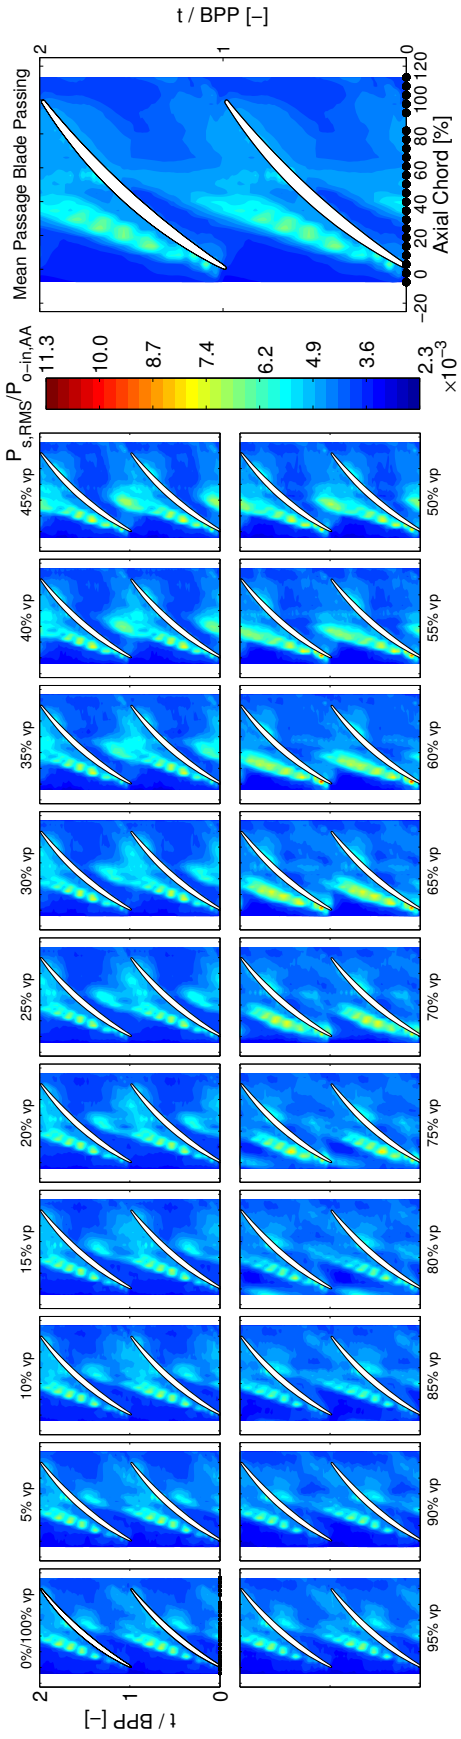 0%/100% vp
5% vp
10% vp
15% vp
20% vp
25% vp
30% vp
35% vp
40% vp
45% vp
P s,RMS/P o–in,AA
Mean Passage Blade Passing
2
1
0
t / BPP [–]
95% vp
90% vp
85% vp
80% vp
75% vp
70% vp
65% vp
60% vp
55% vp
50% vp
11.3
10.0
8.7
7.4
6.2
4.9
3.6
2.3
×10⁻³
2
1
0
t / BPP [–]
−20
0
20
40
60
80
100
120
Axial Chord [%]